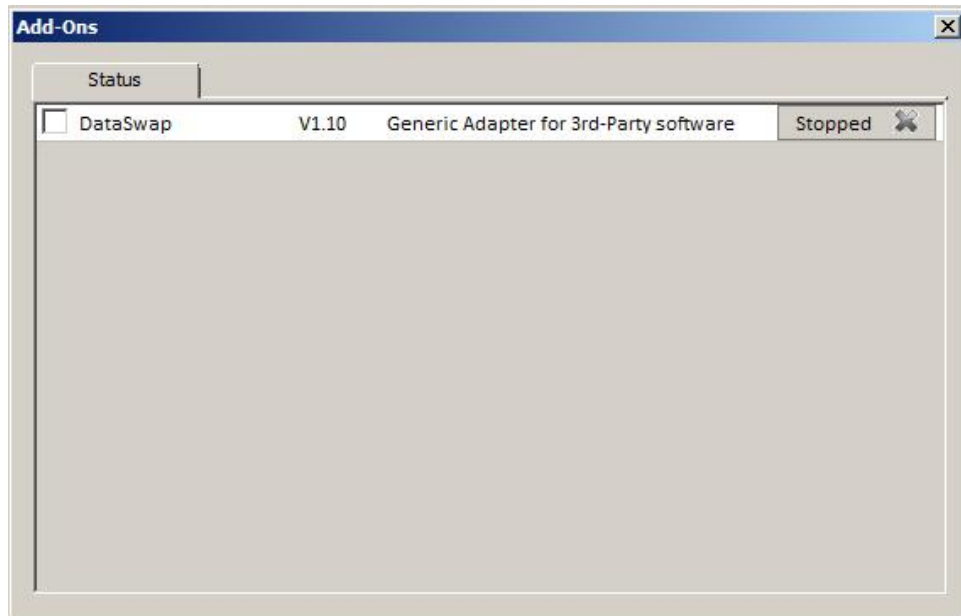 Add-Ons
Status
DataSwap V1.10 Generic Adapter for 3rd-Party software Stopped